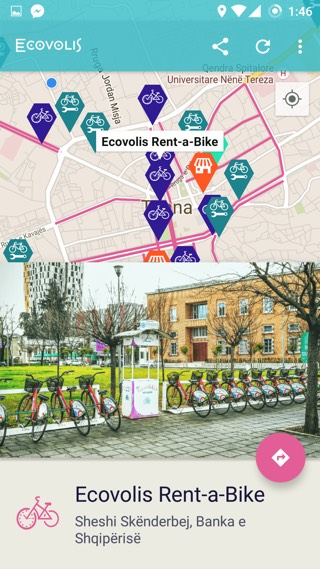 1:46
ECOVOLIS
Qendra Spitalore
Universitare Nënë Tereza
H
Rruga Jordan Misja
Ecovolis Rent-a-Bike
Ecovolis Rent-a-Bike
Sheshi Skënderbej, Banka e
Shqipërisë